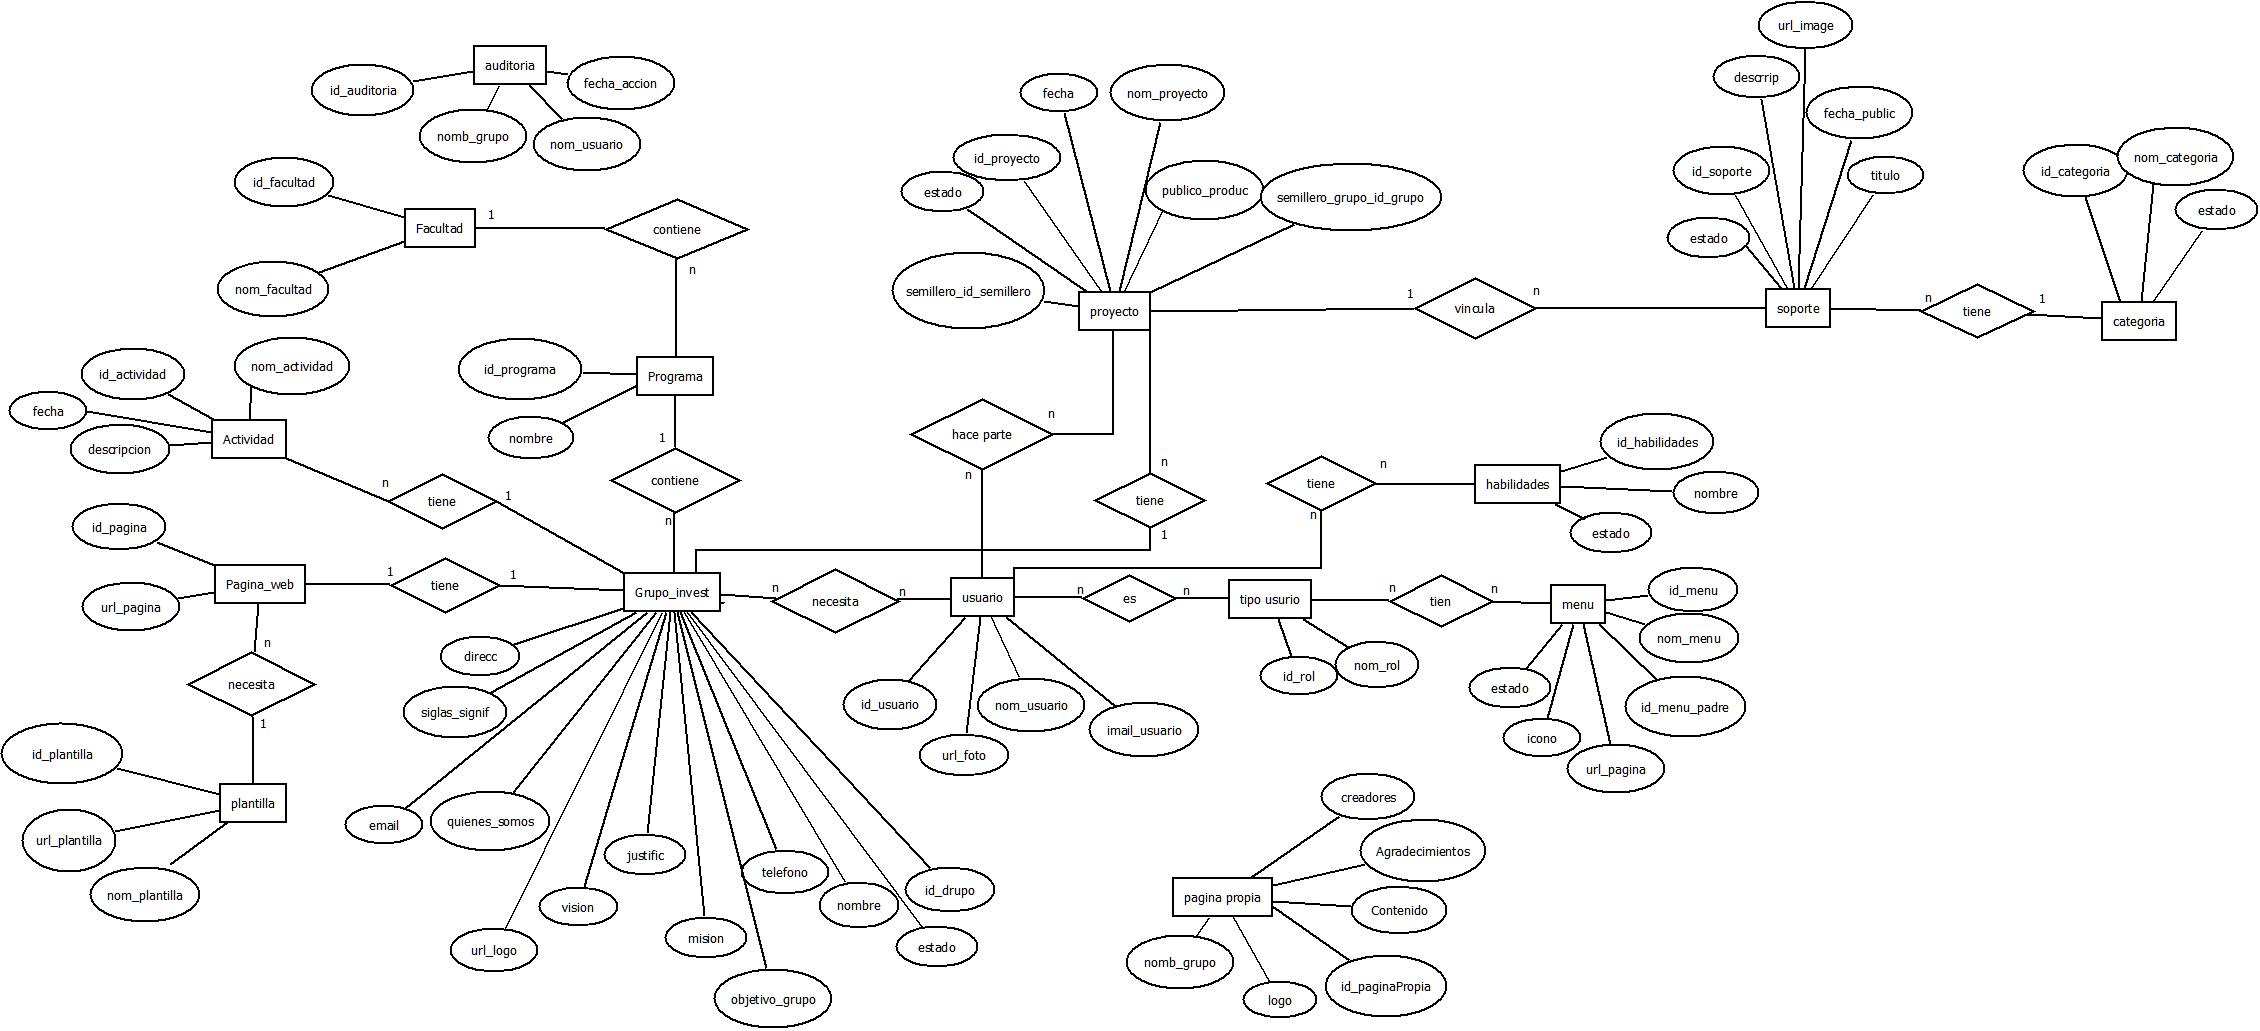 url_image
auditoria
descrrip
id_auditoria
fecha_accion
fecha
nom_proyecto
fecha_public
nomb_grupo
nom_usuario
id_proyecto
id_soporte
titulo
id_categoria
nom_categoria
id_facultad
estado
publico_produc
semillero_grupo_id_grupo
estado
estado
Facultad
1
contiene
n
nom_facultad
semillero_id_semillero
proyecto
1
vincula
n
soporte
n
tiene
1
categoria
nom_actividad
id_actividad
id_programa
Programa
fecha
descripcion
Actividad
nombre
1
hace parte
n
n
id_habilidades
n
tiene
1
contiene
n
n
n
tiene
1
tiene
n
n
habilidades
nombre
estado
id_pagina
Pagina_web
1
tiene
1
Grupo_invest
n
necesita
n
usuario
n
es
n
tipo usurio
n
tien
n
menu
id_menu
url_pagina
nom_menu
n
necesita
1
direcc
siglas_signif
id_usuario
nom_usuario
url_foto
imail_usuario
id_rol
nom_rol
estado
id_menu_padre
icono
url_pagina
id_plantilla
plantilla
url_plantilla
nom_plantilla
email
quienes_somos
justific
telefono
vision
nombre
id_drupo
url_logo
mision
estado
objetivo_grupo
creadores
Agradecimientos
pagina propia
Contenido
nomb_grupo
id_paginaPropia
logo